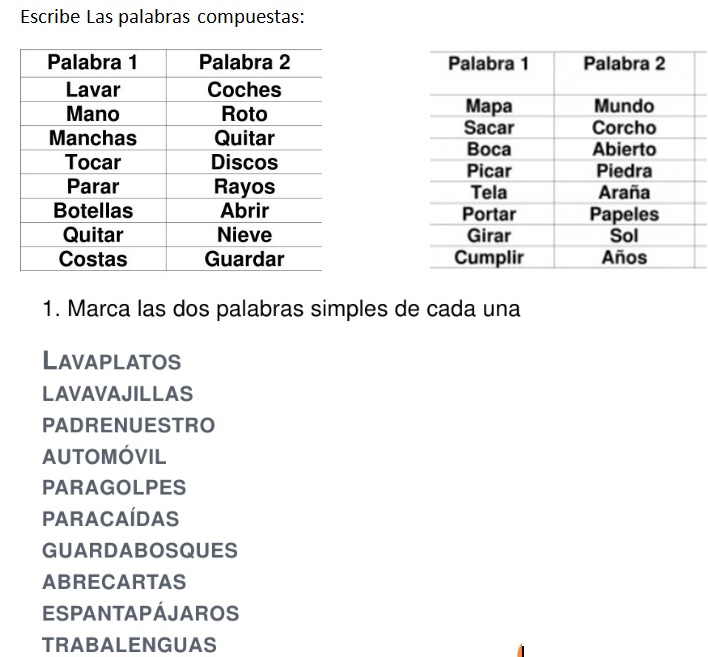 Escribe Las palabras compuestas:
Palabra 1 Palabra 2
Lavar Coches
Mano Roto
Manchas Quitar
Tocar Discos
Parar Rayos
Botellas Abrir
Quitar Nieve
Costas Guardar
Palabra 1 Palabra 2
Mapa Mundo
Sacar Corcho
Boca Abierto
Picar Piedra
Tela Araña
Portar Papeles
Girar Sol
Cumplir Años
1. Marca las dos palabras simples de cada una
LAVAPLATOS
LAVAVAJILLAS
PADRENUESTRO
AUTOMÓVIL
PARAGOLPES
PARACAÍDAS
GUARDABOSQUES
ABRECARTAS
ESPANTAPÁJAROS
TRABALENGUAS